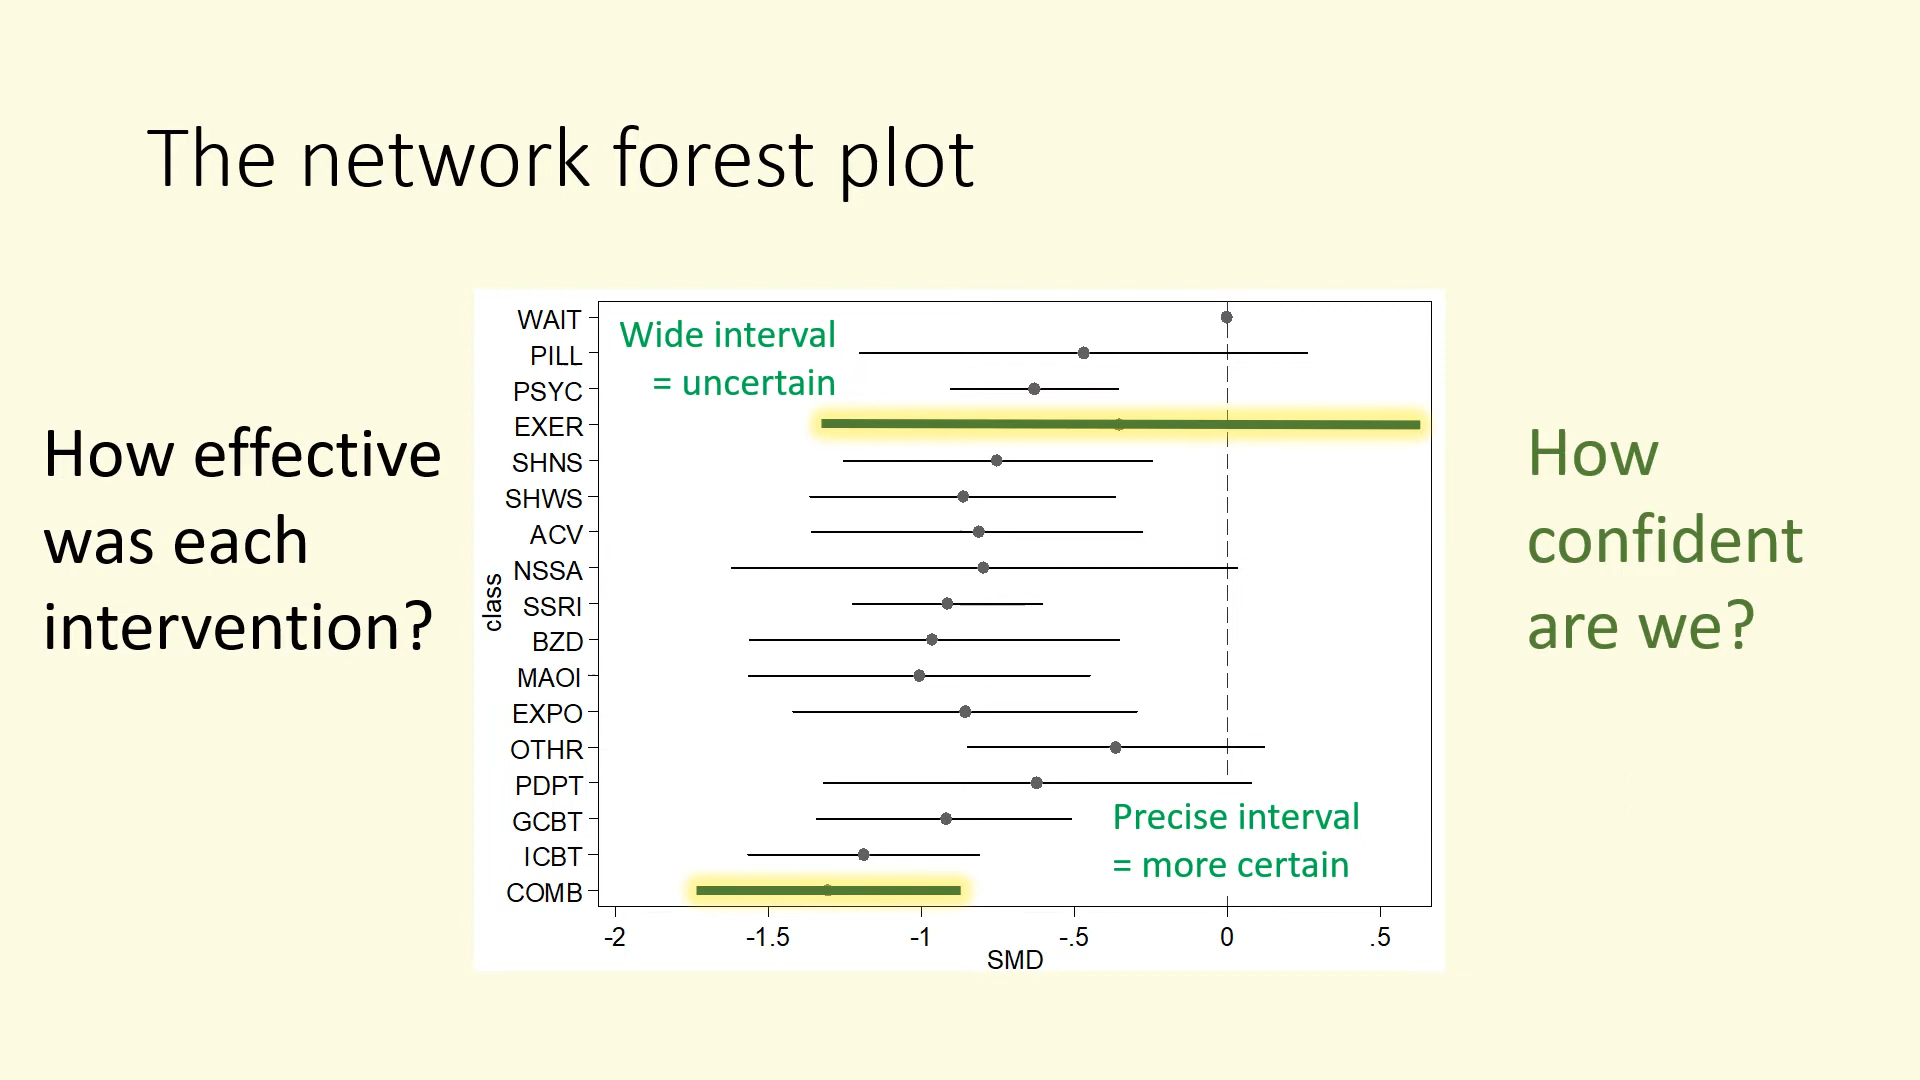 The network forest plot
How effective
was each
intervention?
Wide interval
= uncertain
WAIT
PILL
PSYC
EXER
SHNS
SHWS
ACV
NSSA
SSRI
BZD
MAOI
EXPO
OTHR
PDPT
GCBT
ICBT
COMB
class
Precise interval
= more certain
-2 -1.5 -1 -.5 0 .5
SMD
How
confident
are we?